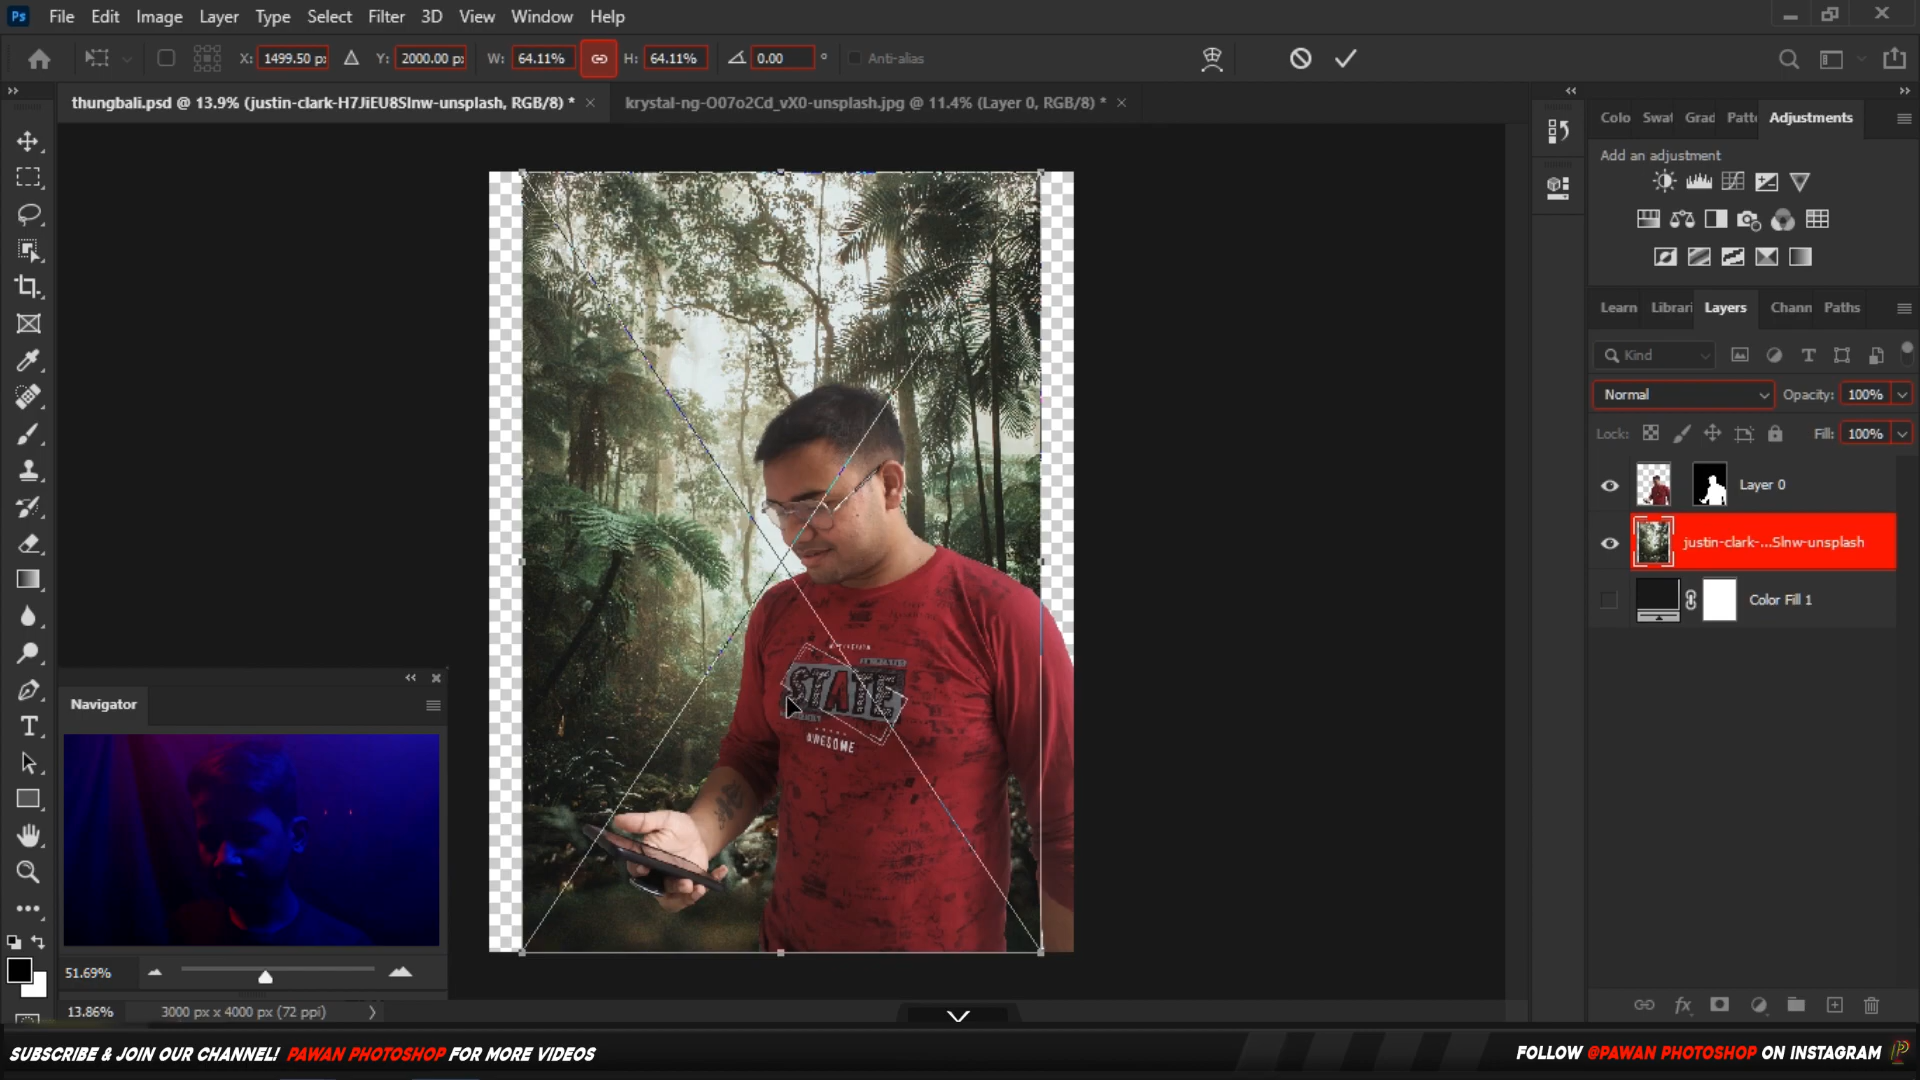 Ps File Edit Image Layer Type Select Filter 3D View Window Help
X: 1499.50 p Y: 2000.00 p W: 64.11% H: 64.11% 0.00 ° Anti-alias
thungbali.psd @ 13.9% (justin-clark-H7JiEU8Slnw-unsplash, RGB/8) * × krystal-ng-O07o2Cd_vX0-unsplash.jpg @ 11.4% (Layer 0, RGB/8) * ×
Colo Swat Grad Patte Adjustments
Add an adjustment
Learn Librari Layers Chann Paths
Kind
Normal Opacity: 100%
Lock: Fill: 100%
Layer 0
justin-clark-...Slnw-unsplash
Color Fill 1
STATE
AWESOME
Navigator
51.69%
13.86% 3000 px x 4000 px (72 ppi)
SUBSCRIBE & JOIN OUR CHANNEL! PAWAN PHOTOSHOP FOR MORE VIDEOS
FOLLOW @PAWAN PHOTOSHOP ON INSTAGRAM